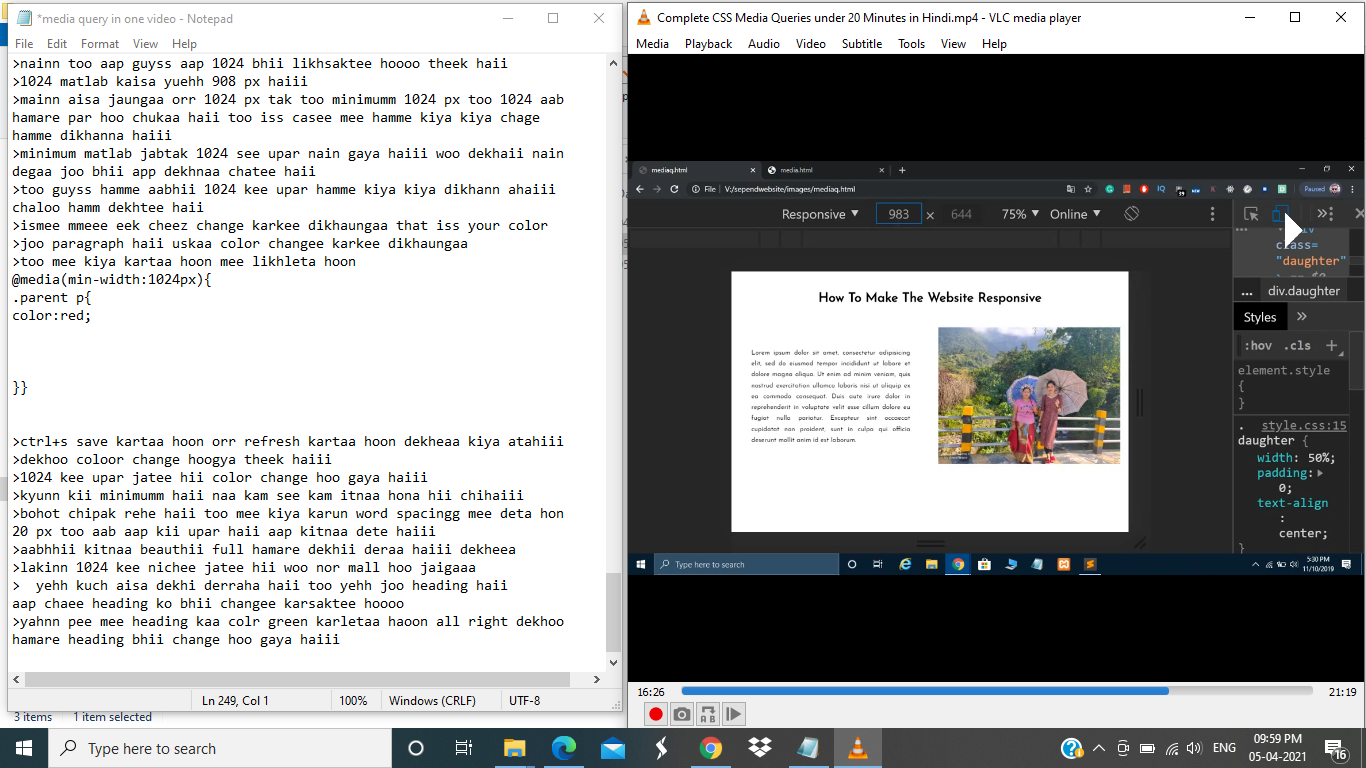 *media query in one video - Notepad
File Edit Format View Help
>nainn too aap guyss aap 1024 bhii likhsaktee hoooo theek haii
>1024 matlab kaisa yuehh 908 px haiii
>mainn aisa jaungaa orr 1024 px tak too minimumm 1024 px too 1024 aab
hamare par hoo chukaa haii too iss casee mee hamme kiya kiya chage
hamme dikhanna haiii
>minimum matlab jabtak 1024 see upar nain gaya haiii woo dekhaii nain
degaa joo bhii app dekhnaa chatee haii
>too guyss hamme aabhii 1024 kee upar hamme kiya kiya dikhann ahaiii
chaloo hamm dekhtee haii
>ismee mmeee eek cheez change karkee dikhaungaa that iss your color
>joo paragraph haii uskaa color changee karkee dikhaungaa
>too mee kiya kartaa hoon mee likhleta hoon
@media(min-width:1024px){
.parent p{
color:red;
}}
>ctrl+s save kartaa hoon orr refresh kartaa hoon dekheaa kiya atahiii
>dekhoo coloor change hoogya theek haiii
>1024 kee upar jatee hii color change hoo gaya haiii
>kyunn kii minimumm haii naa kam see kam itnaa hona hii chihaiii
>bohot chipak rehe haii too mee kiya karun word spacingg mee deta hon
20 px too aab aap kii upar haii aap kitnaa dete haiii
>aabhhii kitnaa beauthii full hamare dekhii deraa haiii dekheea
>lakinn 1024 kee nichee jatee hii woo nor mall hoo jaigaaa
>  yehh kuch aisa dekhi derraha haii too yehh joo heading haii
aap chaee heading ko bhii changee karsaktee hoooo
>yahnn pee mee heading kaa colr green karletaa haoon all right dekhoo
hamare heading bhii change hoo gaya haiii
Ln 249, Col 1 100% Windows (CRLF) UTF-8
3 items 1 item selected
Complete CSS Media Queries under 20 Minutes in Hindi.mp4 - VLC media player
Media Playback Audio Video Subtitle Tools View Help
mediaq.html media.html
File V:/sependwebsite/images/mediaq.html Paused
Responsive 983 × 644 75% Online
class=
"daughter"
... div.daughter
Styles
:hov .cls +
element.style
{
}
. style.css:15
daughter {
width: 50%;
padding:
0;
text-align
:
center;
}
How To Make The Website Responsive
Lorem ipsum dolor sit amet, consectetur adipisicing
elit, sed do eiusmod tempor incididunt ut labore et
dolore magna aliqua. Ut enim ad minim veniam, quis
nostrud exercitation ullamco laboris nisi ut aliquip ex
ea commodo consequat. Duis aute irure dolor in
reprehenderit in voluptate velit esse cillum dolore eu
fugiat nulla pariatur. Excepteur sint occaecat
cupidatat non proident, sunt in culpa qui officia
deserunt mollit anim id est laborum.
Type here to search
5:30 PM
11/10/2019
16:26 21:19
Type here to search
ENG
09:59 PM
05-04-2021
16